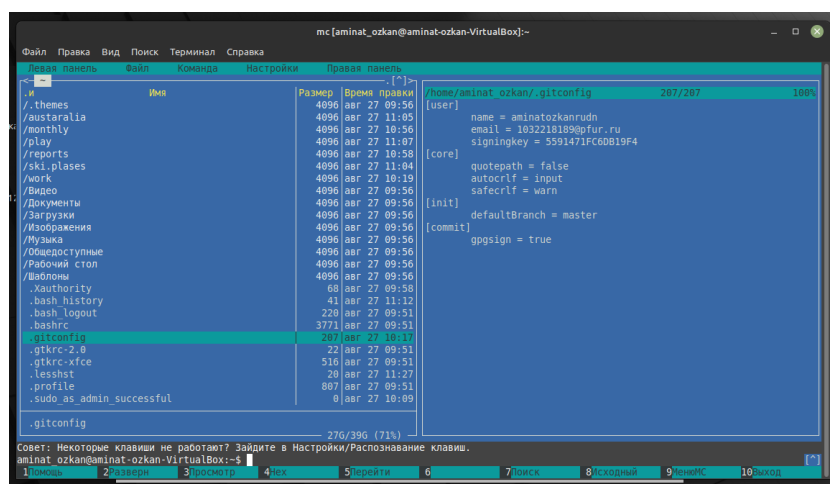 mc [aminat_ozkan@aminat-ozkan-VirtualBox]:~
Файл Правка Вид Поиск Терминал Справка
Левая панель Файл Команда Настройки Правая панель
<- ~ .[^]>
.и Имя Размер Время правки
/.themes 4096 авг 27 09:56
/austaralia 4096 авг 27 11:05
/monthly 4096 авг 27 10:56
/play 4096 авг 27 11:07
/reports 4096 авг 27 10:58
/ski.plases 4096 авг 27 11:04
/work 4096 авг 27 10:19
/Видео 4096 авг 27 09:56
/Документы 4096 авг 27 09:56
/Загрузки 4096 авг 27 09:56
/Изображения 4096 авг 27 09:56
/Музыка 4096 авг 27 09:56
/Общедоступные 4096 авг 27 09:56
/Рабочий стол 4096 авг 27 09:56
/Шаблоны 4096 авг 27 09:56
.Xauthority 68 авг 27 09:58
.bash_history 41 авг 27 11:12
.bash_logout 220 авг 27 09:51
.bashrc 3771 авг 27 09:51
.gitconfig 207 авг 27 10:17
.gtkrc-2.0 22 авг 27 09:51
.gtkrc-xfce 516 авг 27 09:51
.lesshst 20 авг 27 11:27
.profile 807 авг 27 09:51
.sudo_as_admin_successful 0 авг 27 10:09
.gitconfig
27G/39G (71%)
/home/aminat_ozkan/.gitconfig 207/207 100%
[user]
name = aminatozkanrudn
email = 1032218189@pfur.ru
signingkey = 5591471FC6DB19F4
[core]
quotepath = false
autocrlf = input
safecrlf = warn
[init]
defaultBranch = master
[commit]
gpgsign = true
Совет: Некоторые клавиши не работают? Зайдите в Настройки/Распознавание клавиш.
aminat_ozkan@aminat-ozkan-VirtualBox:~$ [^]
1Помощь 2Разверн 3Просмотр 4Hex 5Перейти 6 7Поиск 8Исходный 9МенюMC 10Выход